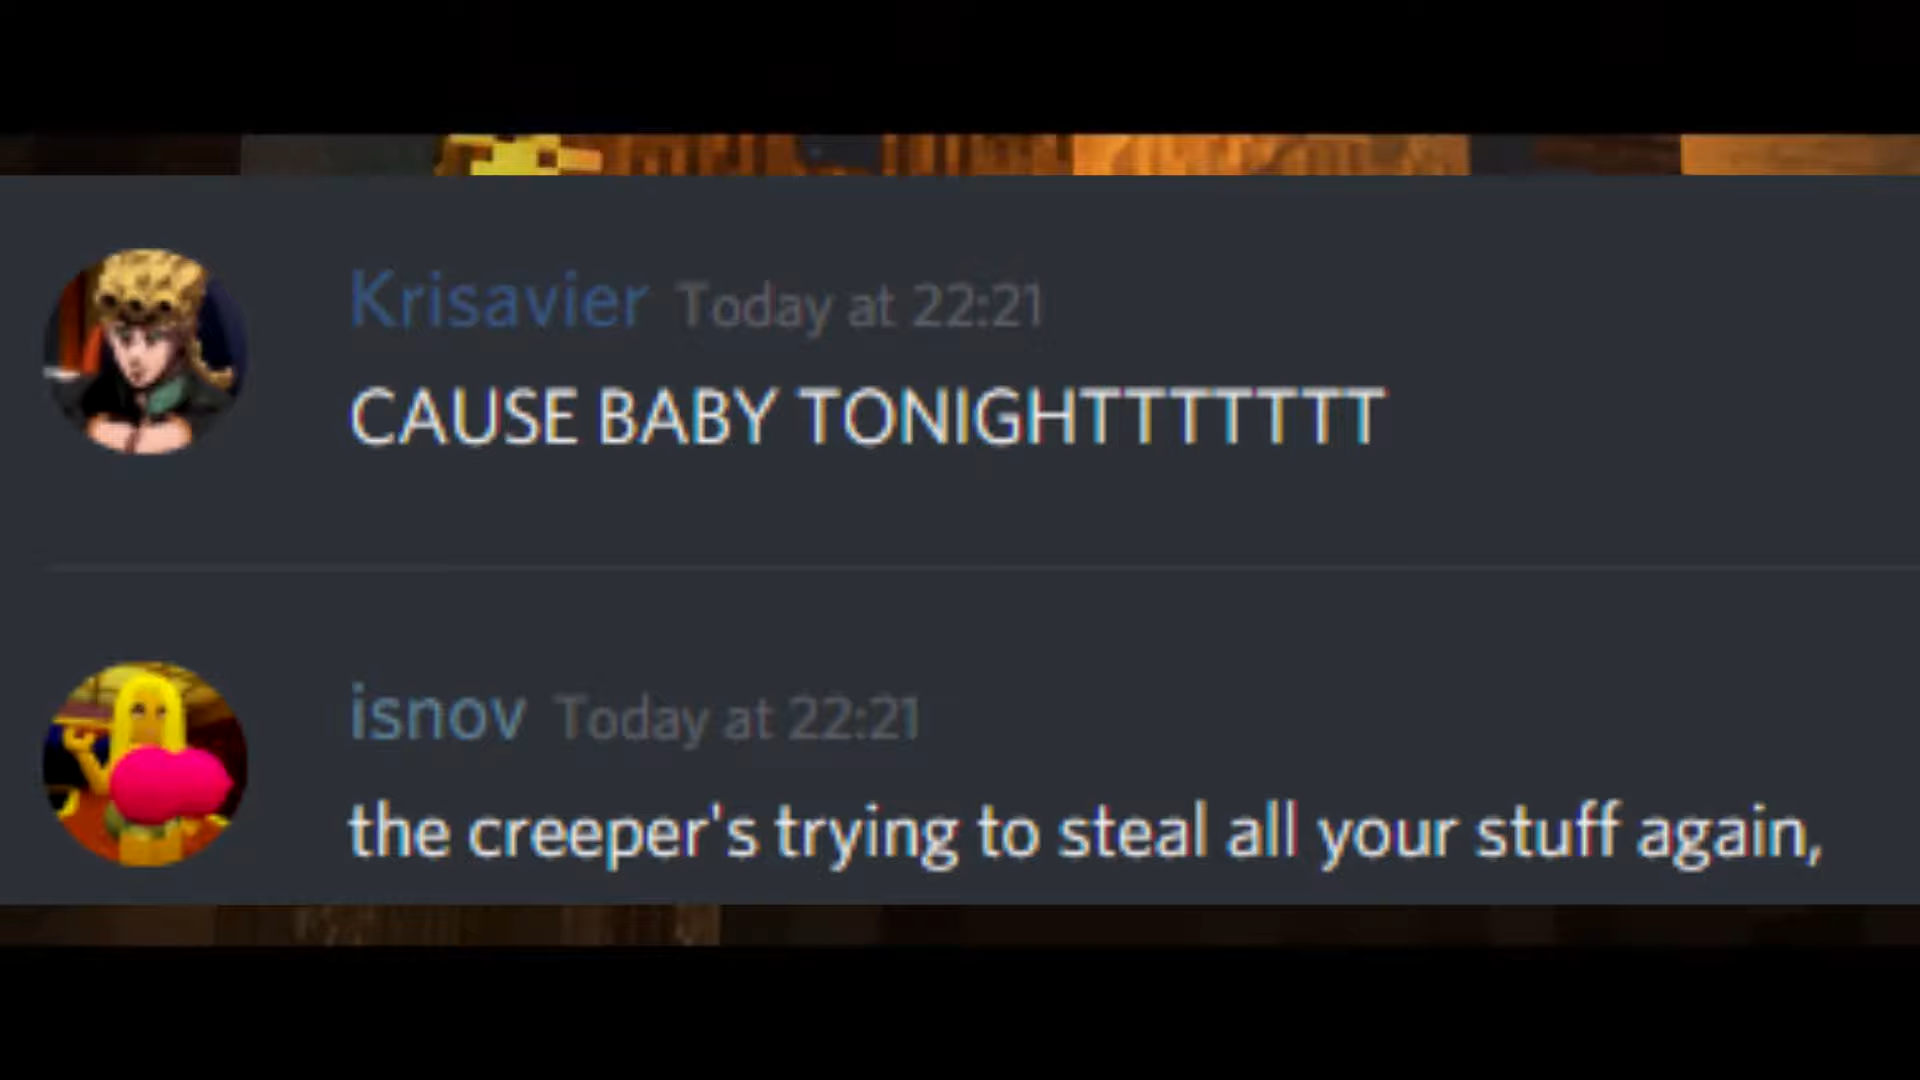 Krisavier Today at 22:21
CAUSE BABY TONIGHTTTTTTT
isnov Today at 22:21
the creeper's trying to steal all your stuff again,